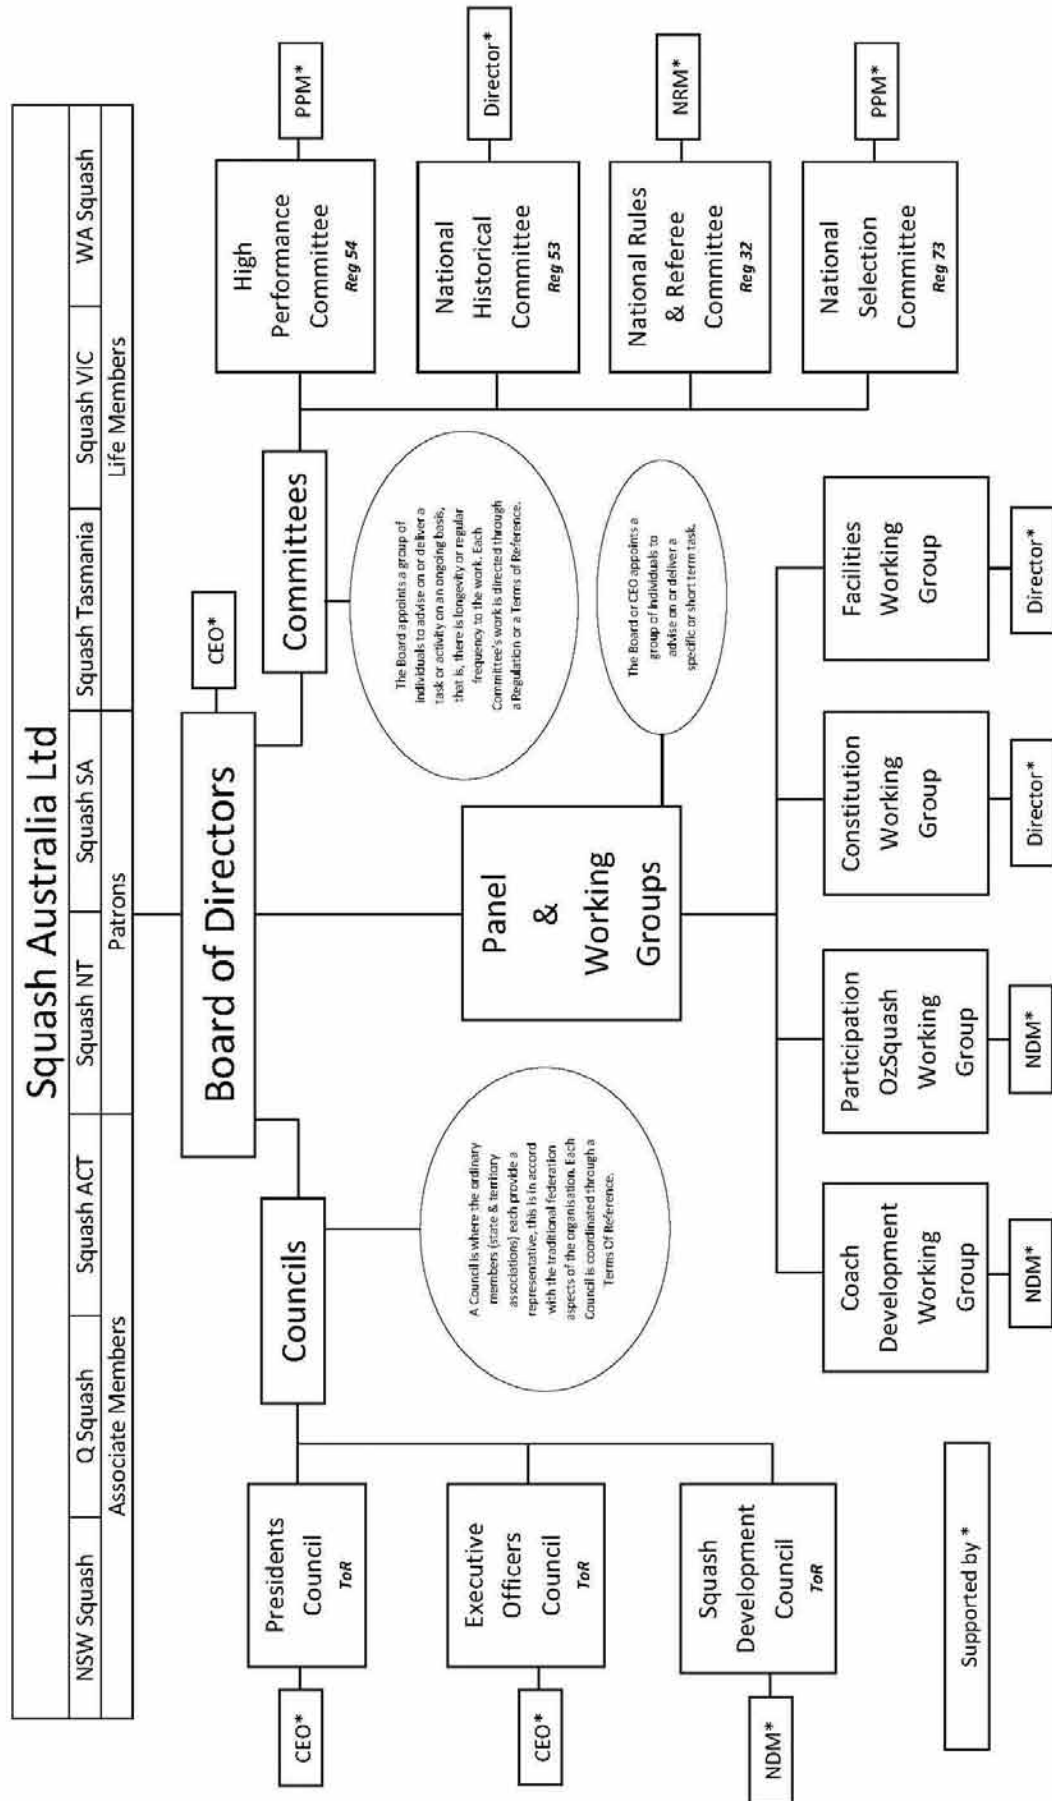 Squash Australia Ltd
NSW Squash
Q Squash
Squash ACT
Squash NT
Squash SA
Squash Tasmania
Squash VIC
WA Squash
Associate Members
Patrons
Life Members
Board of Directors
CEO*
Councils
Committees
Presidents
Council
ToR
CEO*
Executive
Officers
Council
ToR
CEO*
Squash
Development
Council
ToR
NDM*
A Council is where the ordinary
members (state & territory
associations) each provide a
representative, this is in accord
with the traditional federation
aspects of the organisation. Each
Council is coordinated through a
Terms Of Reference.
Panel
&
Working
Groups
The Board appoints a group of
individuals to advise on or deliver a
task or activity on an ongoing basis,
that is, there is longevity or regular
frequency to the work. Each
Committee's work is directed through
a Regulation or a Terms of Reference.
The Board or CEO appoints a
group of individuals to
advise on or deliver a
specific or short term task.
High
Performance
Committee
Reg 54
PPM*
National
Historical
Committee
Reg 53
Director*
National Rules
& Referee
Committee
Reg 32
NRM*
National
Selection
Committee
Reg 73
PPM*
Coach
Development
Working
Group
NDM*
Participation
OzSquash
Working
Group
NDM*
Constitution
Working
Group
Director*
Facilities
Working
Group
Director*
Supported by *